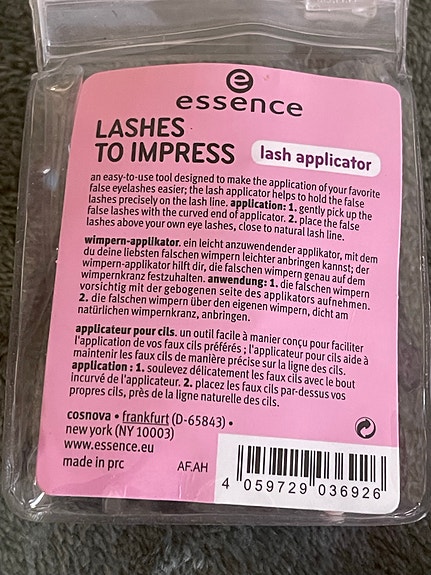 essence
LASHES
TO IMPRESS
lash applicator
an easy-to-use tool designed to make the application of your favorite
false eyelashes easier; the lash applicator helps to hold the false
lashes precisely on the lash line. application: 1. gently pick up the
false lashes with the curved end of applicator. 2. place the false
lashes above your own eye lashes, close to natural lash line.
wimpern-applikator. ein leicht anzuwendender applikator, mit dem
du deine liebsten falschen wimpern leichter anbringen kannst; der
wimpern-applikator hilft dir, die falschen wimpern genau auf dem
wimpernkranz festzuhalten. anwendung: 1. die falschen wimpern
vorsichtig mit der gebogenen seite des applikators aufnehmen.
2. die falschen wimpern über den eigenen wimpern, dicht am
natürlichen wimpernkranz, anbringen.
applicateur pour cils. un outil facile à manier conçu pour faciliter
l'application de vos faux cils préférés ; l'applicateur pour cils aide à
maintenir les faux cils de manière précise sur la ligne des cils.
application : 1. soulevez délicatement les faux cils avec le bout
incurvé de l'applicateur. 2. placez les faux cils par-dessus vos
propres cils, près de la ligne naturelle des cils.
cosnova • frankfurt (D-65843) •
new york (NY 10003)
www.essence.eu
made in prc
AF.AH
4 059729 036926